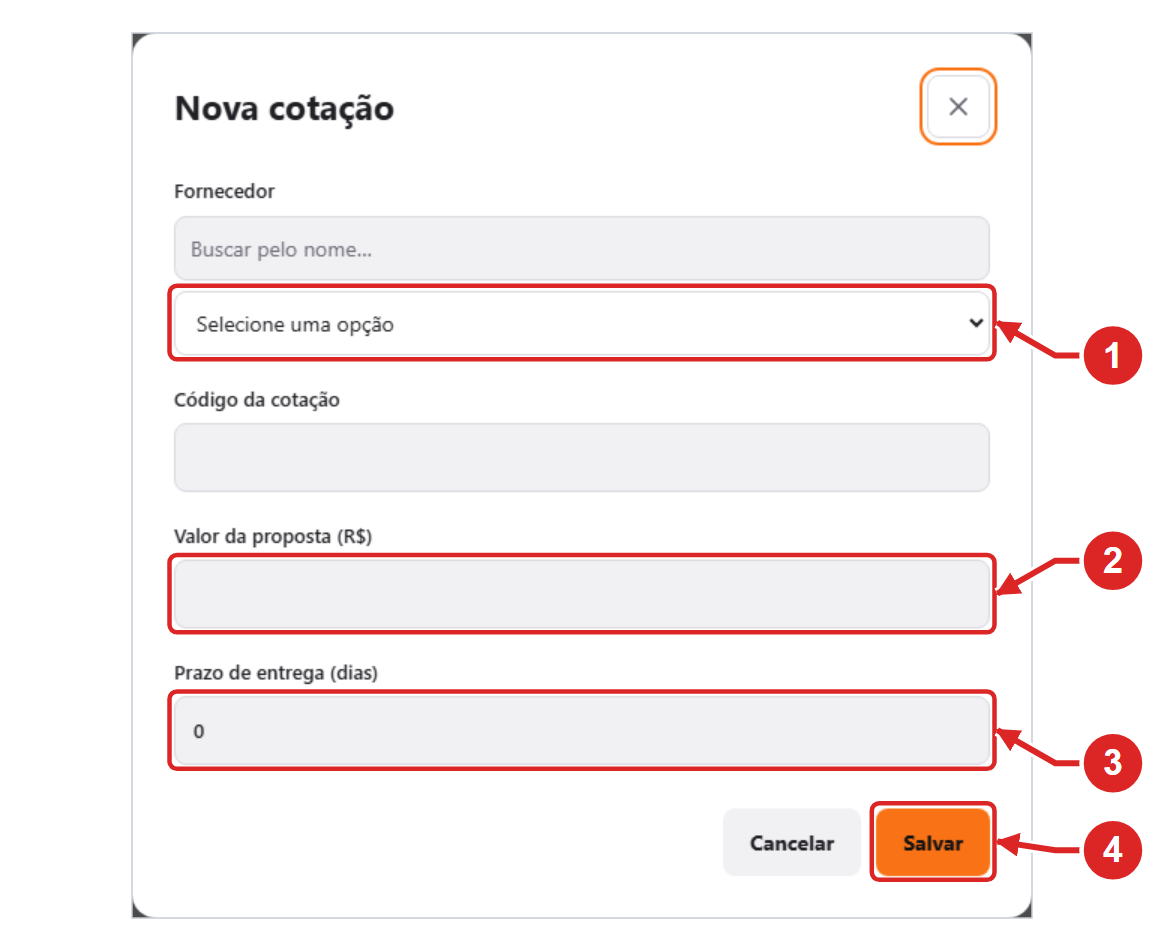 Nova cotação
Fornecedor
Buscar pelo nome...
Selecione uma opção
1
Código da cotação
Valor da proposta (R$)
2
Prazo de entrega (dias)
0
3
Cancelar
Salvar
4